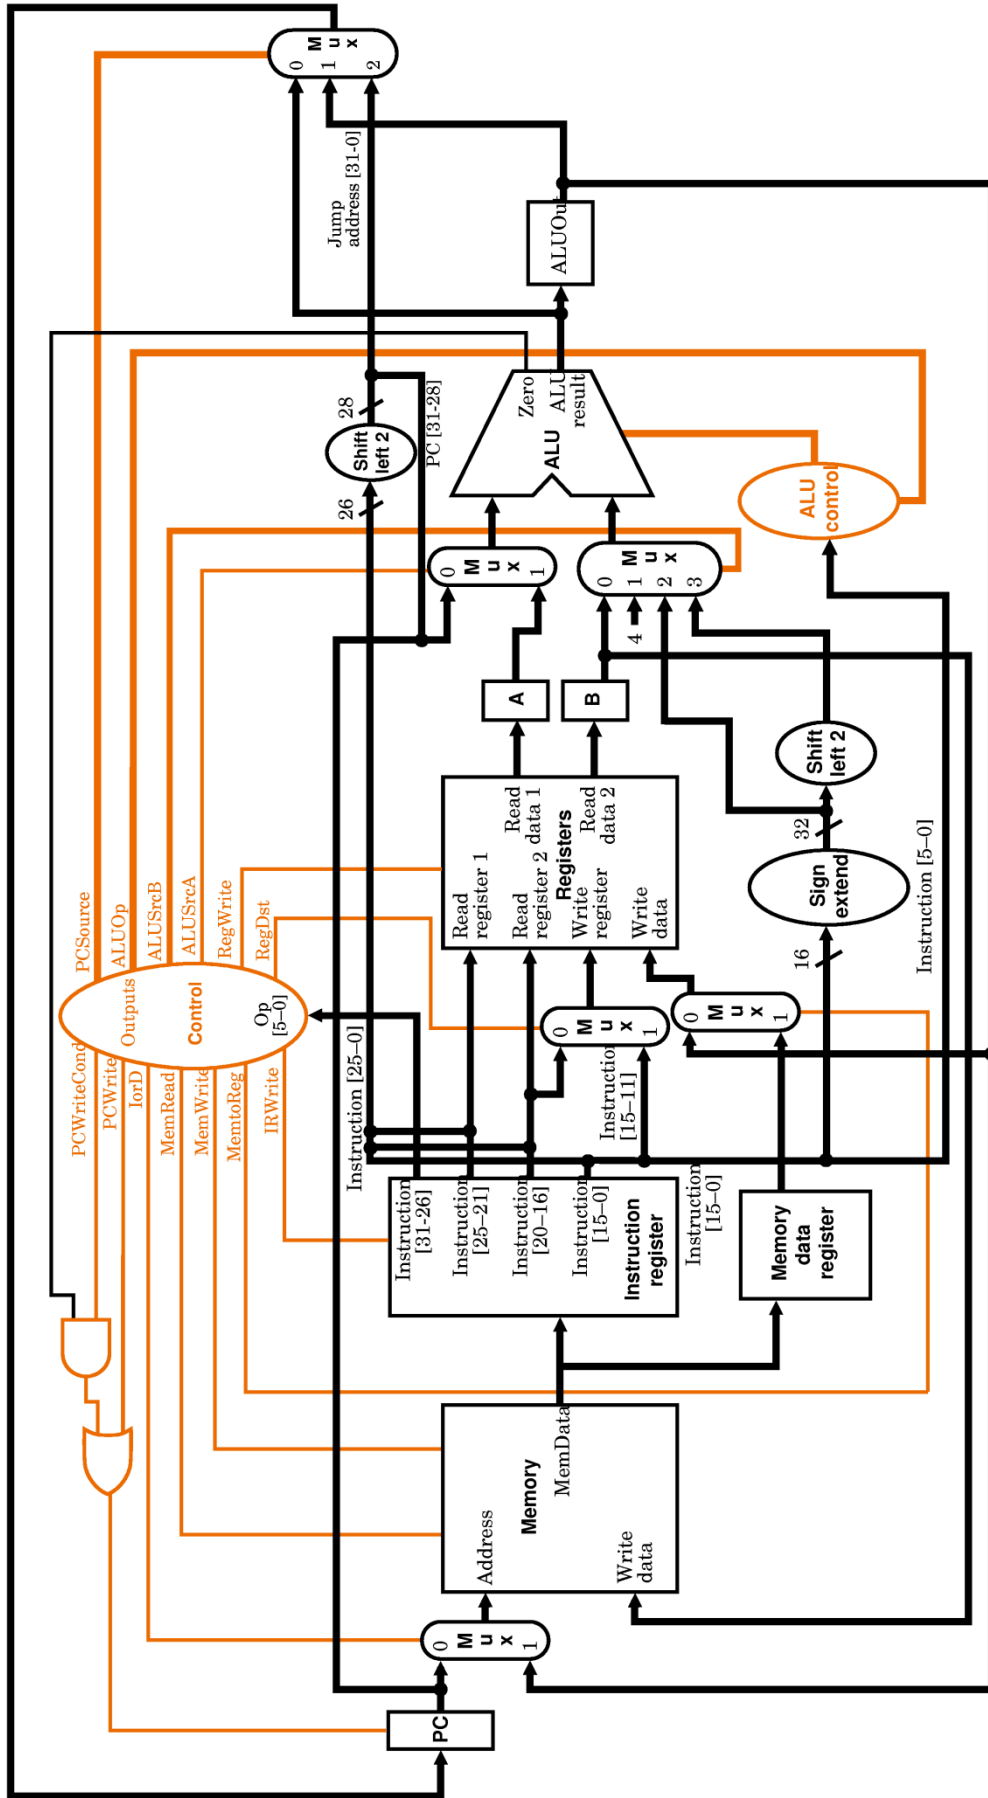 PCWriteCond
PCWrite
IorD
MemRead
MemWrite
MemtoReg
IRWrite
Outputs
Control
Op
[5–0]
PCSource
ALUOp
ALUSrcB
ALUSrcA
RegWrite
RegDst
PC
0
M
u
x
1
Address
Memory
MemData
Write
data
Instruction [25–0]
Instruction
[31-26]
Instruction
[25–21]
Instruction
[20–16]
Instruction
[15–0]
Instruction
register
Instruction
[15–0]
Memory
data
register
Instruction
[15–11]
0
M
u
x
1
0
M
u
x
1
Read
register 1
Read
register 2
Registers
Write
register
Write
data
Read
data 1
Read
data 2
16
Sign
extend
32
Shift
left 2
Instruction [5–0]
A
B
4
0
M
u
x
1
0
1
M
u
x
2
3
26
Shift
left 2
28
PC [31-28]
ALU
Zero
ALU
result
ALU
control
ALUOut
Jump
address [31-0]
0
1
2
M
u
x